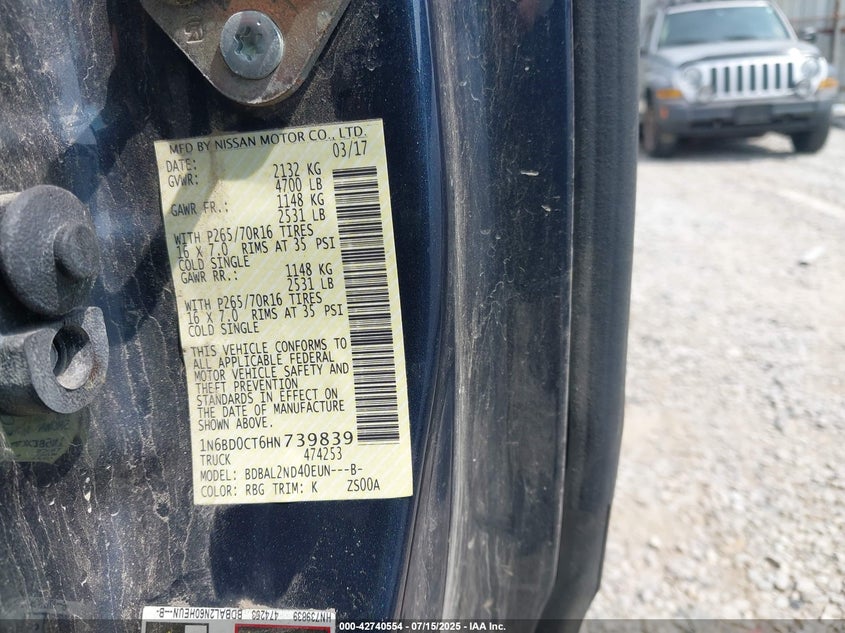 MFD BY NISSAN MOTOR CO., LTD.
DATE: 03/17
GVWR: 2132 KG
4700 LB
GAWR FR.: 1148 KG
2531 LB
WITH P265/70R16 TIRES
16 X 7.0 RIMS AT 35 PSI
COLD SINGLE
GAWR RR.: 1148 KG
2531 LB
WITH P265/70R16 TIRES
16 X 7.0 RIMS AT 35 PSI
COLD SINGLE
THIS VEHICLE CONFORMS TO
ALL APPLICABLE FEDERAL
MOTOR VEHICLE SAFETY AND
THEFT PREVENTION
STANDARDS IN EFFECT ON
THE DATE OF MANUFACTURE
SHOWN ABOVE.
1N6BD0CT6HN739839
TRUCK 474253
MODEL: BDBAL2ND40EUN---B-
COLOR: RBG TRIM: K ZS00A
HN739839
000-42740554 - 07/15/2025 - IAA Inc.